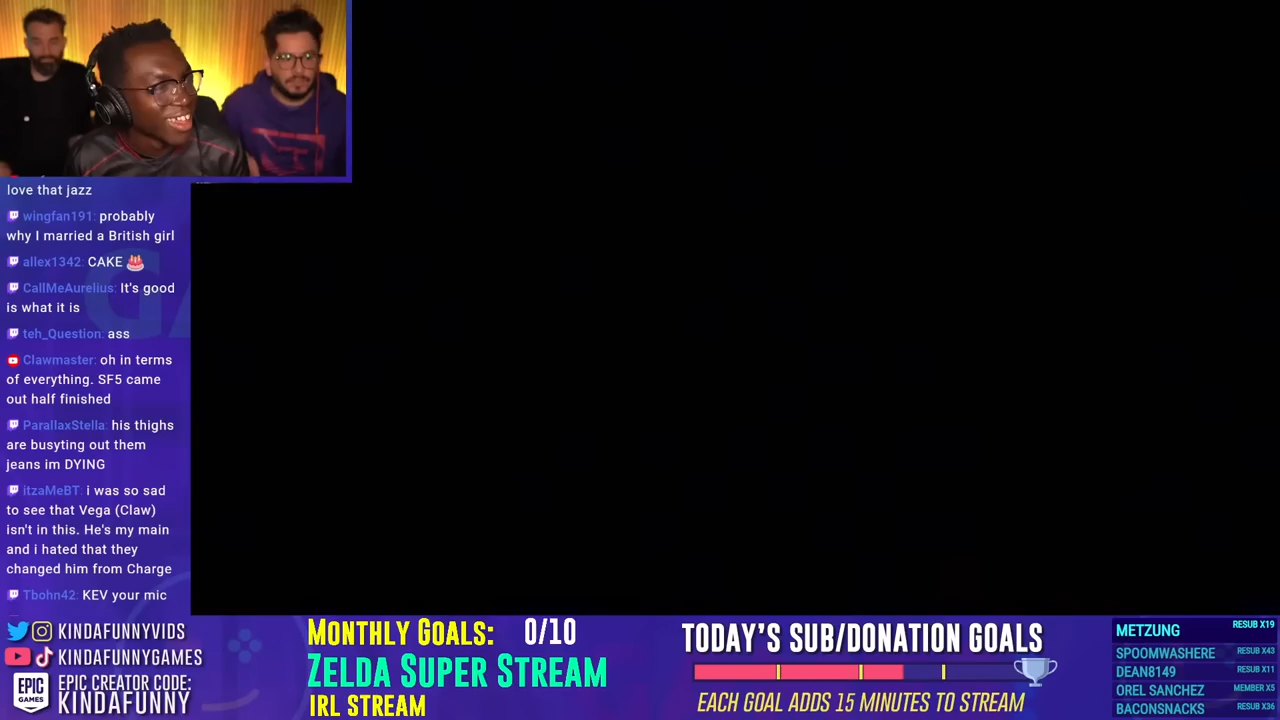 love that jazz
wingfan191: probably
why I married a British girl
allex1342: CAKE 🎂
CallMeAurelius: It's good
is what it is
teh_Question: ass
Clawmaster: oh in terms
of everything. SF5 came
out half finished
ParallaxStella: his thighs
are busyting out them
jeans im DYING
itzaMeBT: i was so sad
to see that Vega (Claw)
isn't in this. He's my main
and i hated that they
changed him from Charge
Tbohn42: KEV your mic
KINDAFUNNYVIDS
KINDAFUNNYGAMES
EPIC GAMES
EPIC CREATOR CODE:
KINDAFUNNY
MONTHLY GOALS: 0/10
ZELDA SUPER STREAM
IRL STREAM
TODAY'S SUB/DONATION GOALS
EACH GOAL ADDS 15 MINUTES TO STREAM
METZUNG RESUB X19
SPOOMWASHERE RESUB X43
DEAN8149 RESUB X11
OREL SANCHEZ MEMBER X5
BACONSNACKS RESUB X36